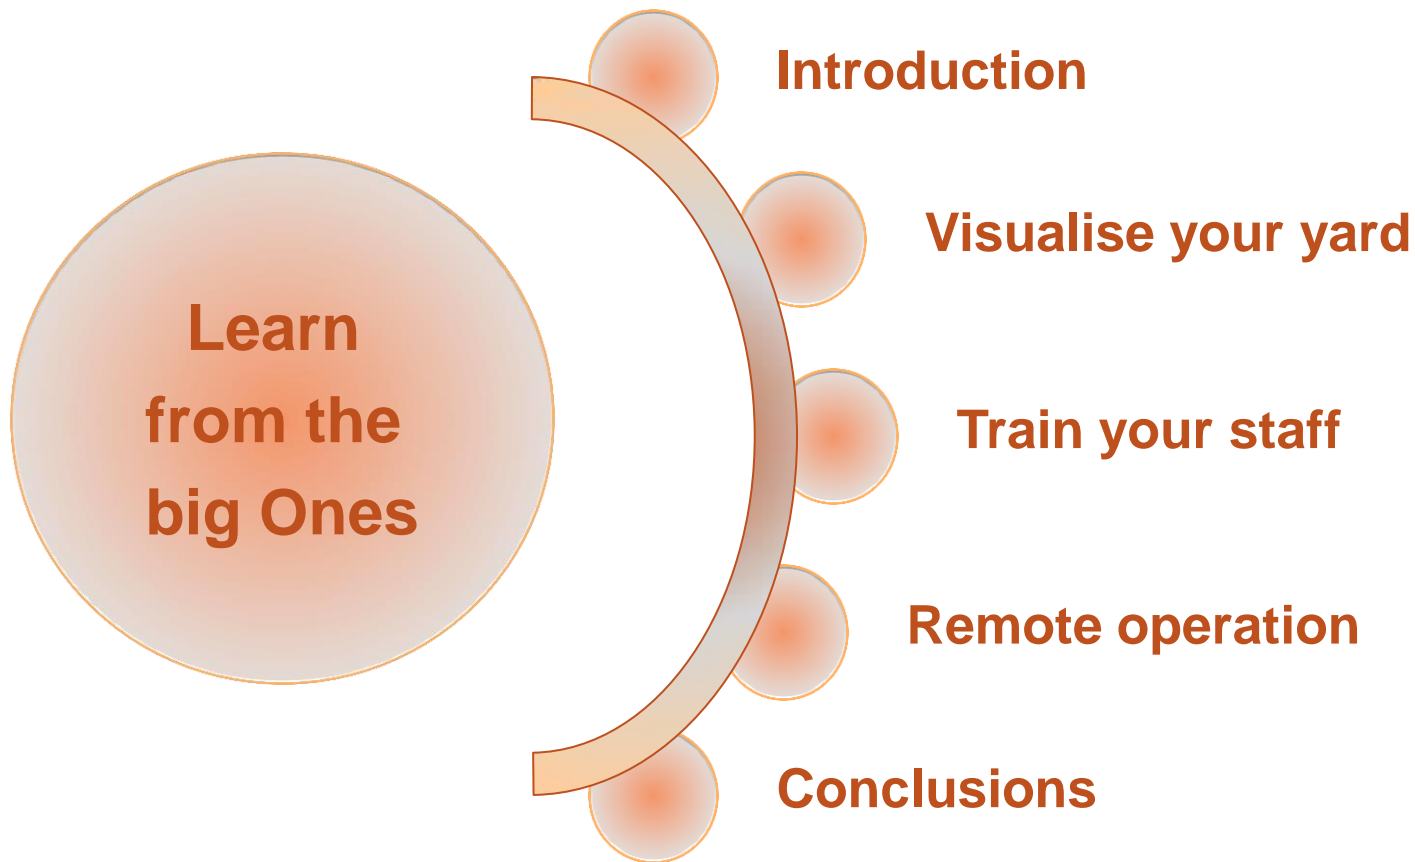 Learn
from the
big Ones
Introduction
Visualise your yard
Train your staff
Remote operation
Conclusions